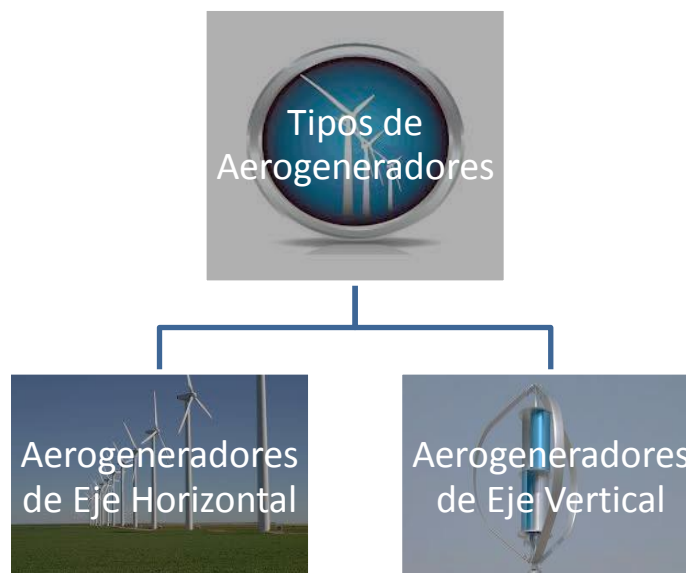 Tipos de
Aerogeneradores
Aerogeneradores
de Eje Horizontal
Aerogeneradores
de Eje Vertical